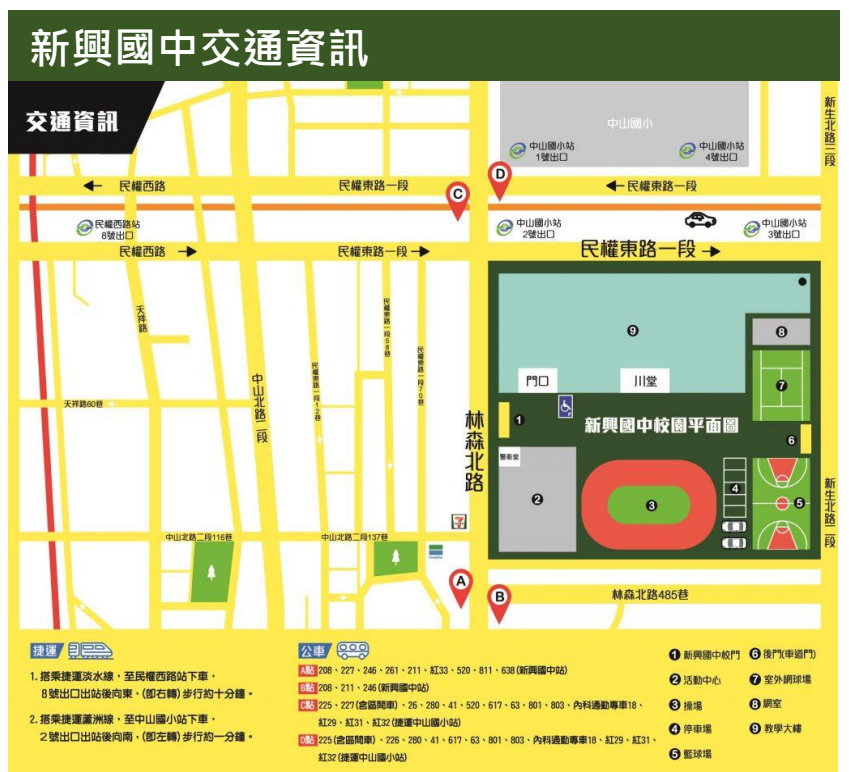 新興國中交通資訊
交通資訊
中山國小
中山國小站
1號出口
中山國小站
4號出口
新生北路三段
D
C
← 民權西路
民權東路一段
← 民權東路一段
民權西路站
8號出口
中山國小站
2號出口
中山國小站
3號出口
民權西路 →
民權東路一段 →
民權東路一段 →
天祥路
民權東路一段58巷
民權東路一段70巷
民權東路一段12巷
中山北路二段
天祥路60巷
林森北路
9
8
7
門口
川堂
1
新興國中校園平面圖
6
警衛室
2
3
4
5
新生北路二段
7
中山北路二段116巷
中山北路二段137巷
A
B
林森北路485巷
捷運
1. 搭乘捷運淡水線，至民權西路站下車，
8號出口出站後向東，(即右轉) 步行約十分鐘。
2. 搭乘捷運蘆洲線，至中山國小站下車，
2號出口出站後向南，(即左轉) 步行約一分鐘。
公車
A點 208、227、246、261、211、紅33、520、811、638 (新興國中站)
B點 208、211、246 (新興國中站)
C點 225、227(含區間車)、26、280、41、520、617、63、801、803、內科通勤專車18、
紅29、紅31、紅32 (捷運中山國小站)
D點 225 (含區間車)、226、280、41、617、63、801、803、內科通勤專車18、紅29、紅31、
紅32 (捷運中山國小站)
1 新興國中校門
2 活動中心
3 操場
4 停車場
5 籃球場
6 後門(車道門)
7 室外網球場
8 網室
9 教學大樓